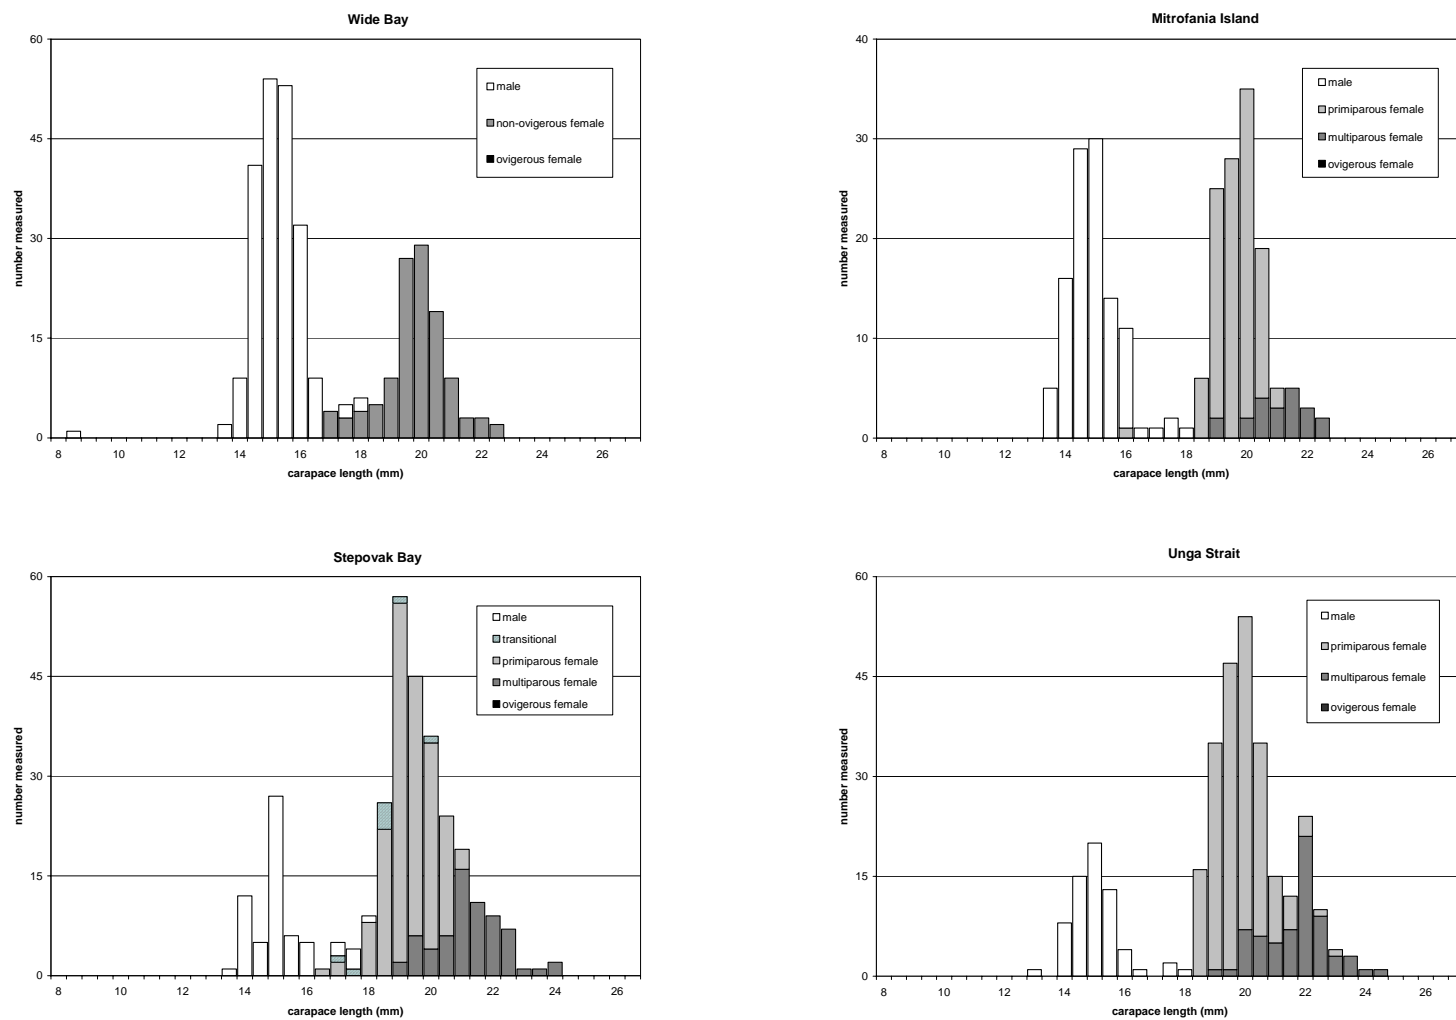 Wide Bay
60
45
30
15
0
number measured
male
non-ovigerous female
ovigerous female
8 10 12 14 16 18 20 22 24 26
carapace length (mm)
Mitrofania Island
40
30
20
10
0
number measured
male
primiparous female
multiparous female
ovigerous female
8 10 12 14 16 18 20 22 24 26
carapace length (mm)
Stepovak Bay
60
45
30
15
0
number measured
male
transitional
primiparous female
multiparous female
ovigerous female
8 10 12 14 16 18 20 22 24 26
carapace length (mm)
Unga Strait
60
45
30
15
0
number measured
male
primiparous female
multiparous female
ovigerous female
8 10 12 14 16 18 20 22 24 26
carapace length (mm)